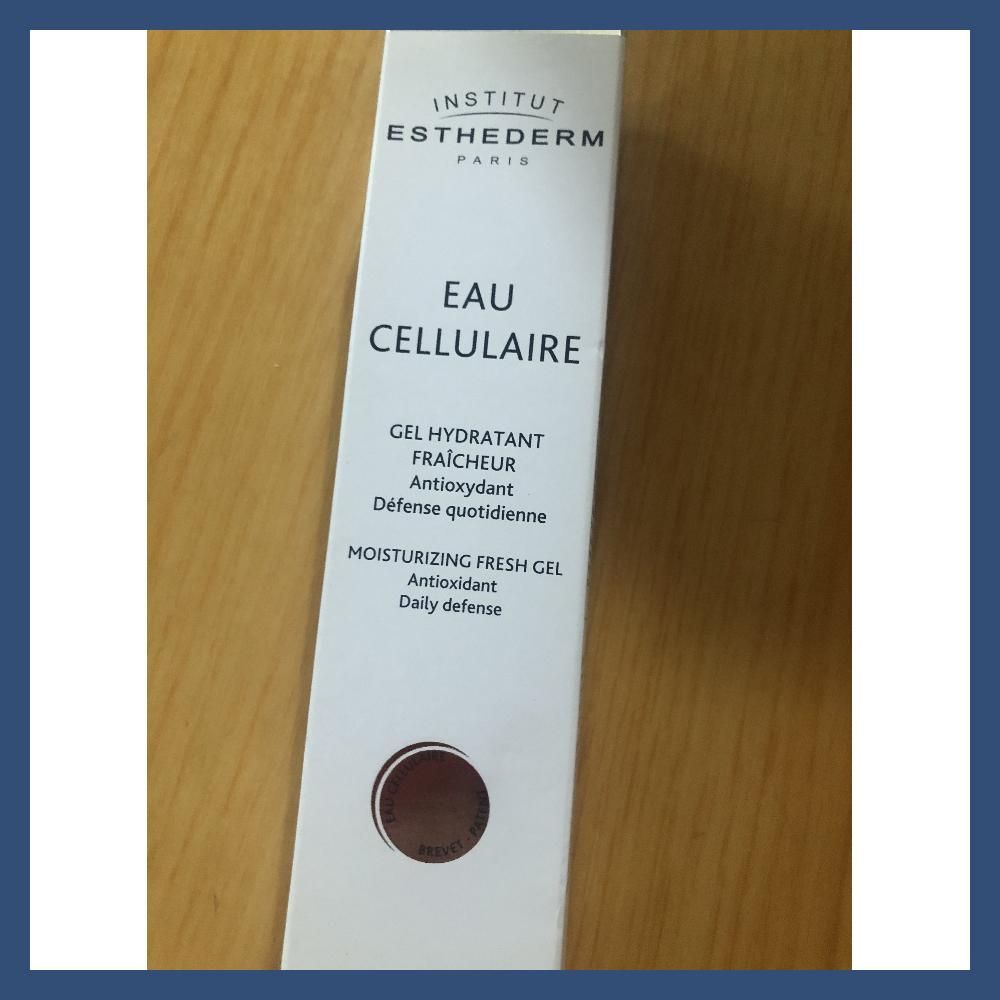 INSTITUT
ESTHEDERM
PARIS
EAU
CELLULAIRE
GEL HYDRATANT
FRAÎCHEUR
Antioxydant
Défense quotidienne
MOISTURIZING FRESH GEL
Antioxidant
Daily defense
EAU CELLULAIRE
BREVET - PATENT